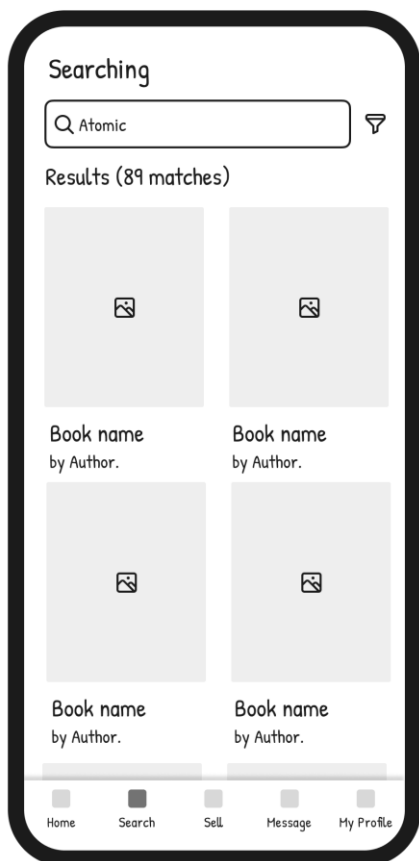 Searching
Atomic
Results (89 matches)
Book name
by Author.
Book name
by Author.
Book name
by Author.
Book name
by Author.
Home
Search
Sell
Message
My Profile